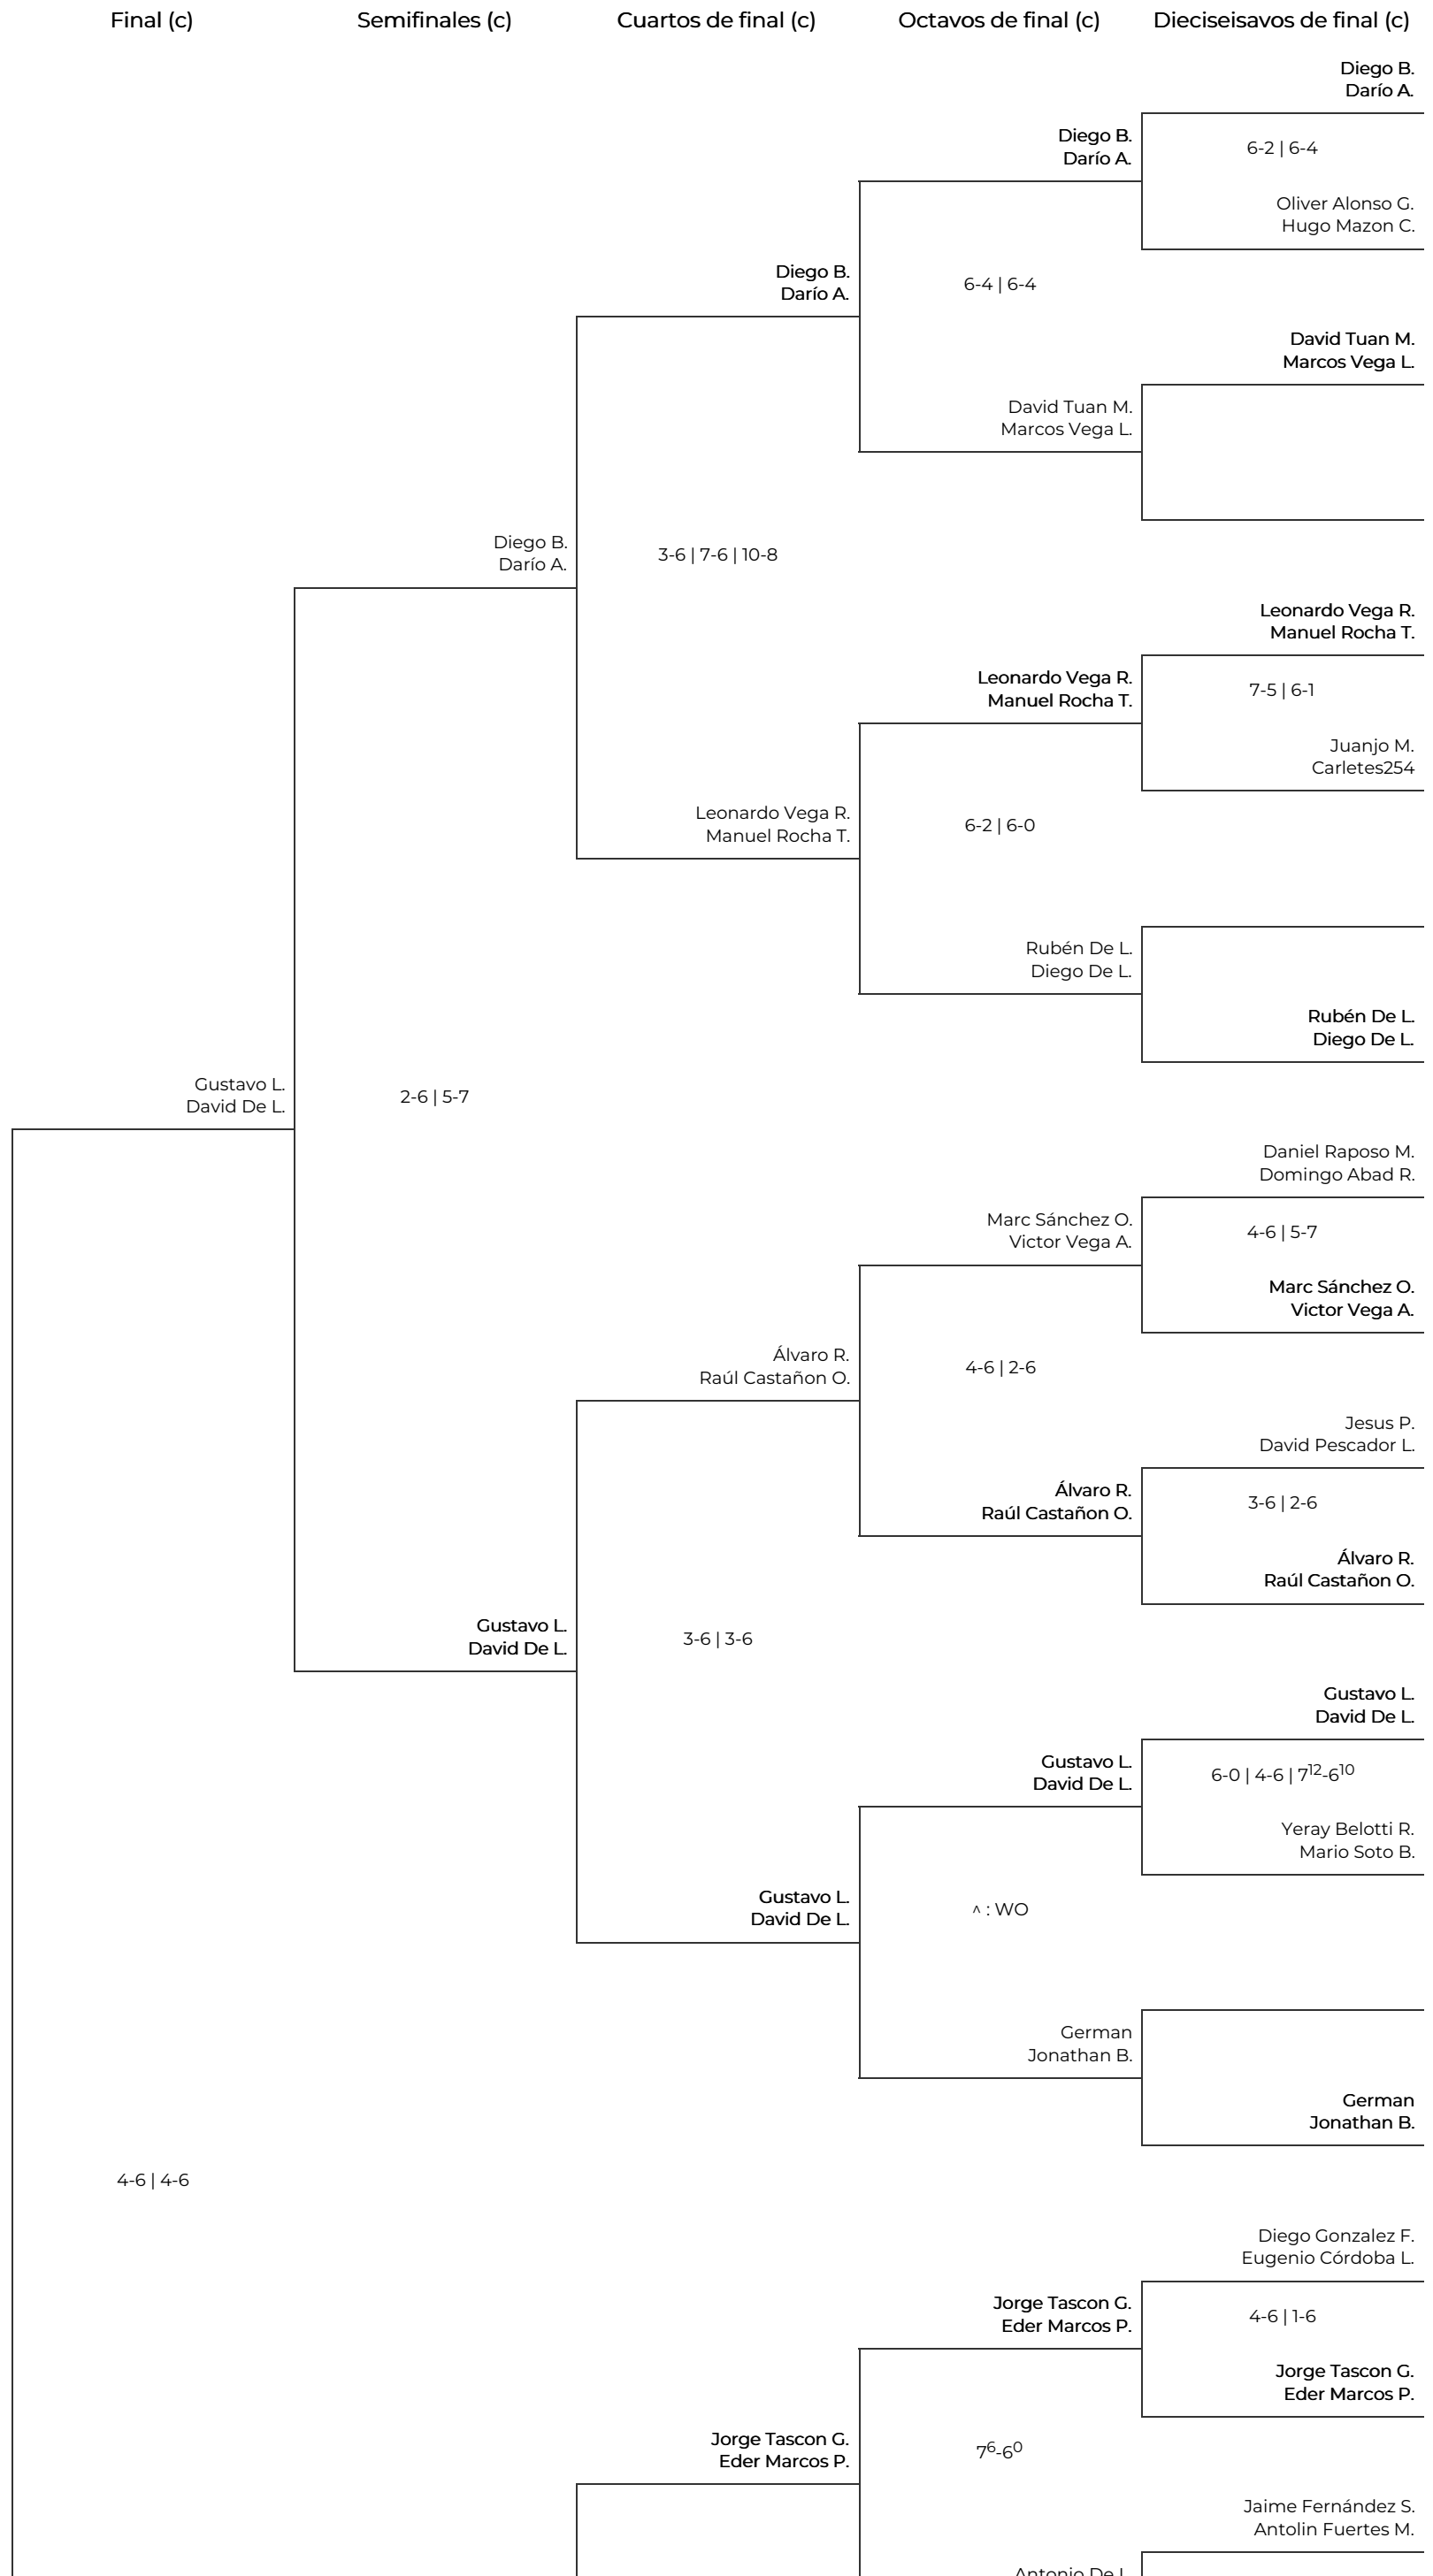 Final (c)
Semifinales (c)
Cuartos de final (c)
Octavos de final (c)
Dieciseisavos de final (c)
Diego B.
Darío A.
Diego B.
Darío A.
6-2 | 6-4
Oliver Alonso G.
Hugo Mazon C.
Diego B.
Darío A.
6-4 | 6-4
David Tuan M.
Marcos Vega L.
David Tuan M.
Marcos Vega L.
Diego B.
Darío A.
3-6 | 7-6 | 10-8
Leonardo Vega R.
Manuel Rocha T.
Leonardo Vega R.
Manuel Rocha T.
7-5 | 6-1
Juanjo M.
Carletes254
Leonardo Vega R.
Manuel Rocha T.
6-2 | 6-0
Rubén De L.
Diego De L.
Rubén De L.
Diego De L.
Gustavo L.
David De L.
2-6 | 5-7
Daniel Raposo M.
Domingo Abad R.
Marc Sánchez O.
Victor Vega A.
4-6 | 5-7
Marc Sánchez O.
Victor Vega A.
Álvaro R.
Raúl Castañon O.
4-6 | 2-6
Jesus P.
David Pescador L.
Álvaro R.
Raúl Castañon O.
3-6 | 2-6
Álvaro R.
Raúl Castañon O.
Gustavo L.
David De L.
3-6 | 3-6
Gustavo L.
David De L.
Gustavo L.
David De L.
6-0 | 4-6 | 7¹²-6¹⁰
Yeray Belotti R.
Mario Soto B.
Gustavo L.
David De L.
^ : WO
German
Jonathan B.
German
Jonathan B.
4-6 | 4-6
Diego Gonzalez F.
Eugenio Córdoba L.
Jorge Tascon G.
Eder Marcos P.
4-6 | 1-6
Jorge Tascon G.
Eder Marcos P.
Jorge Tascon G.
Eder Marcos P.
7⁶-6⁰
Jaime Fernández S.
Antolin Fuertes M.
Antonio De L.